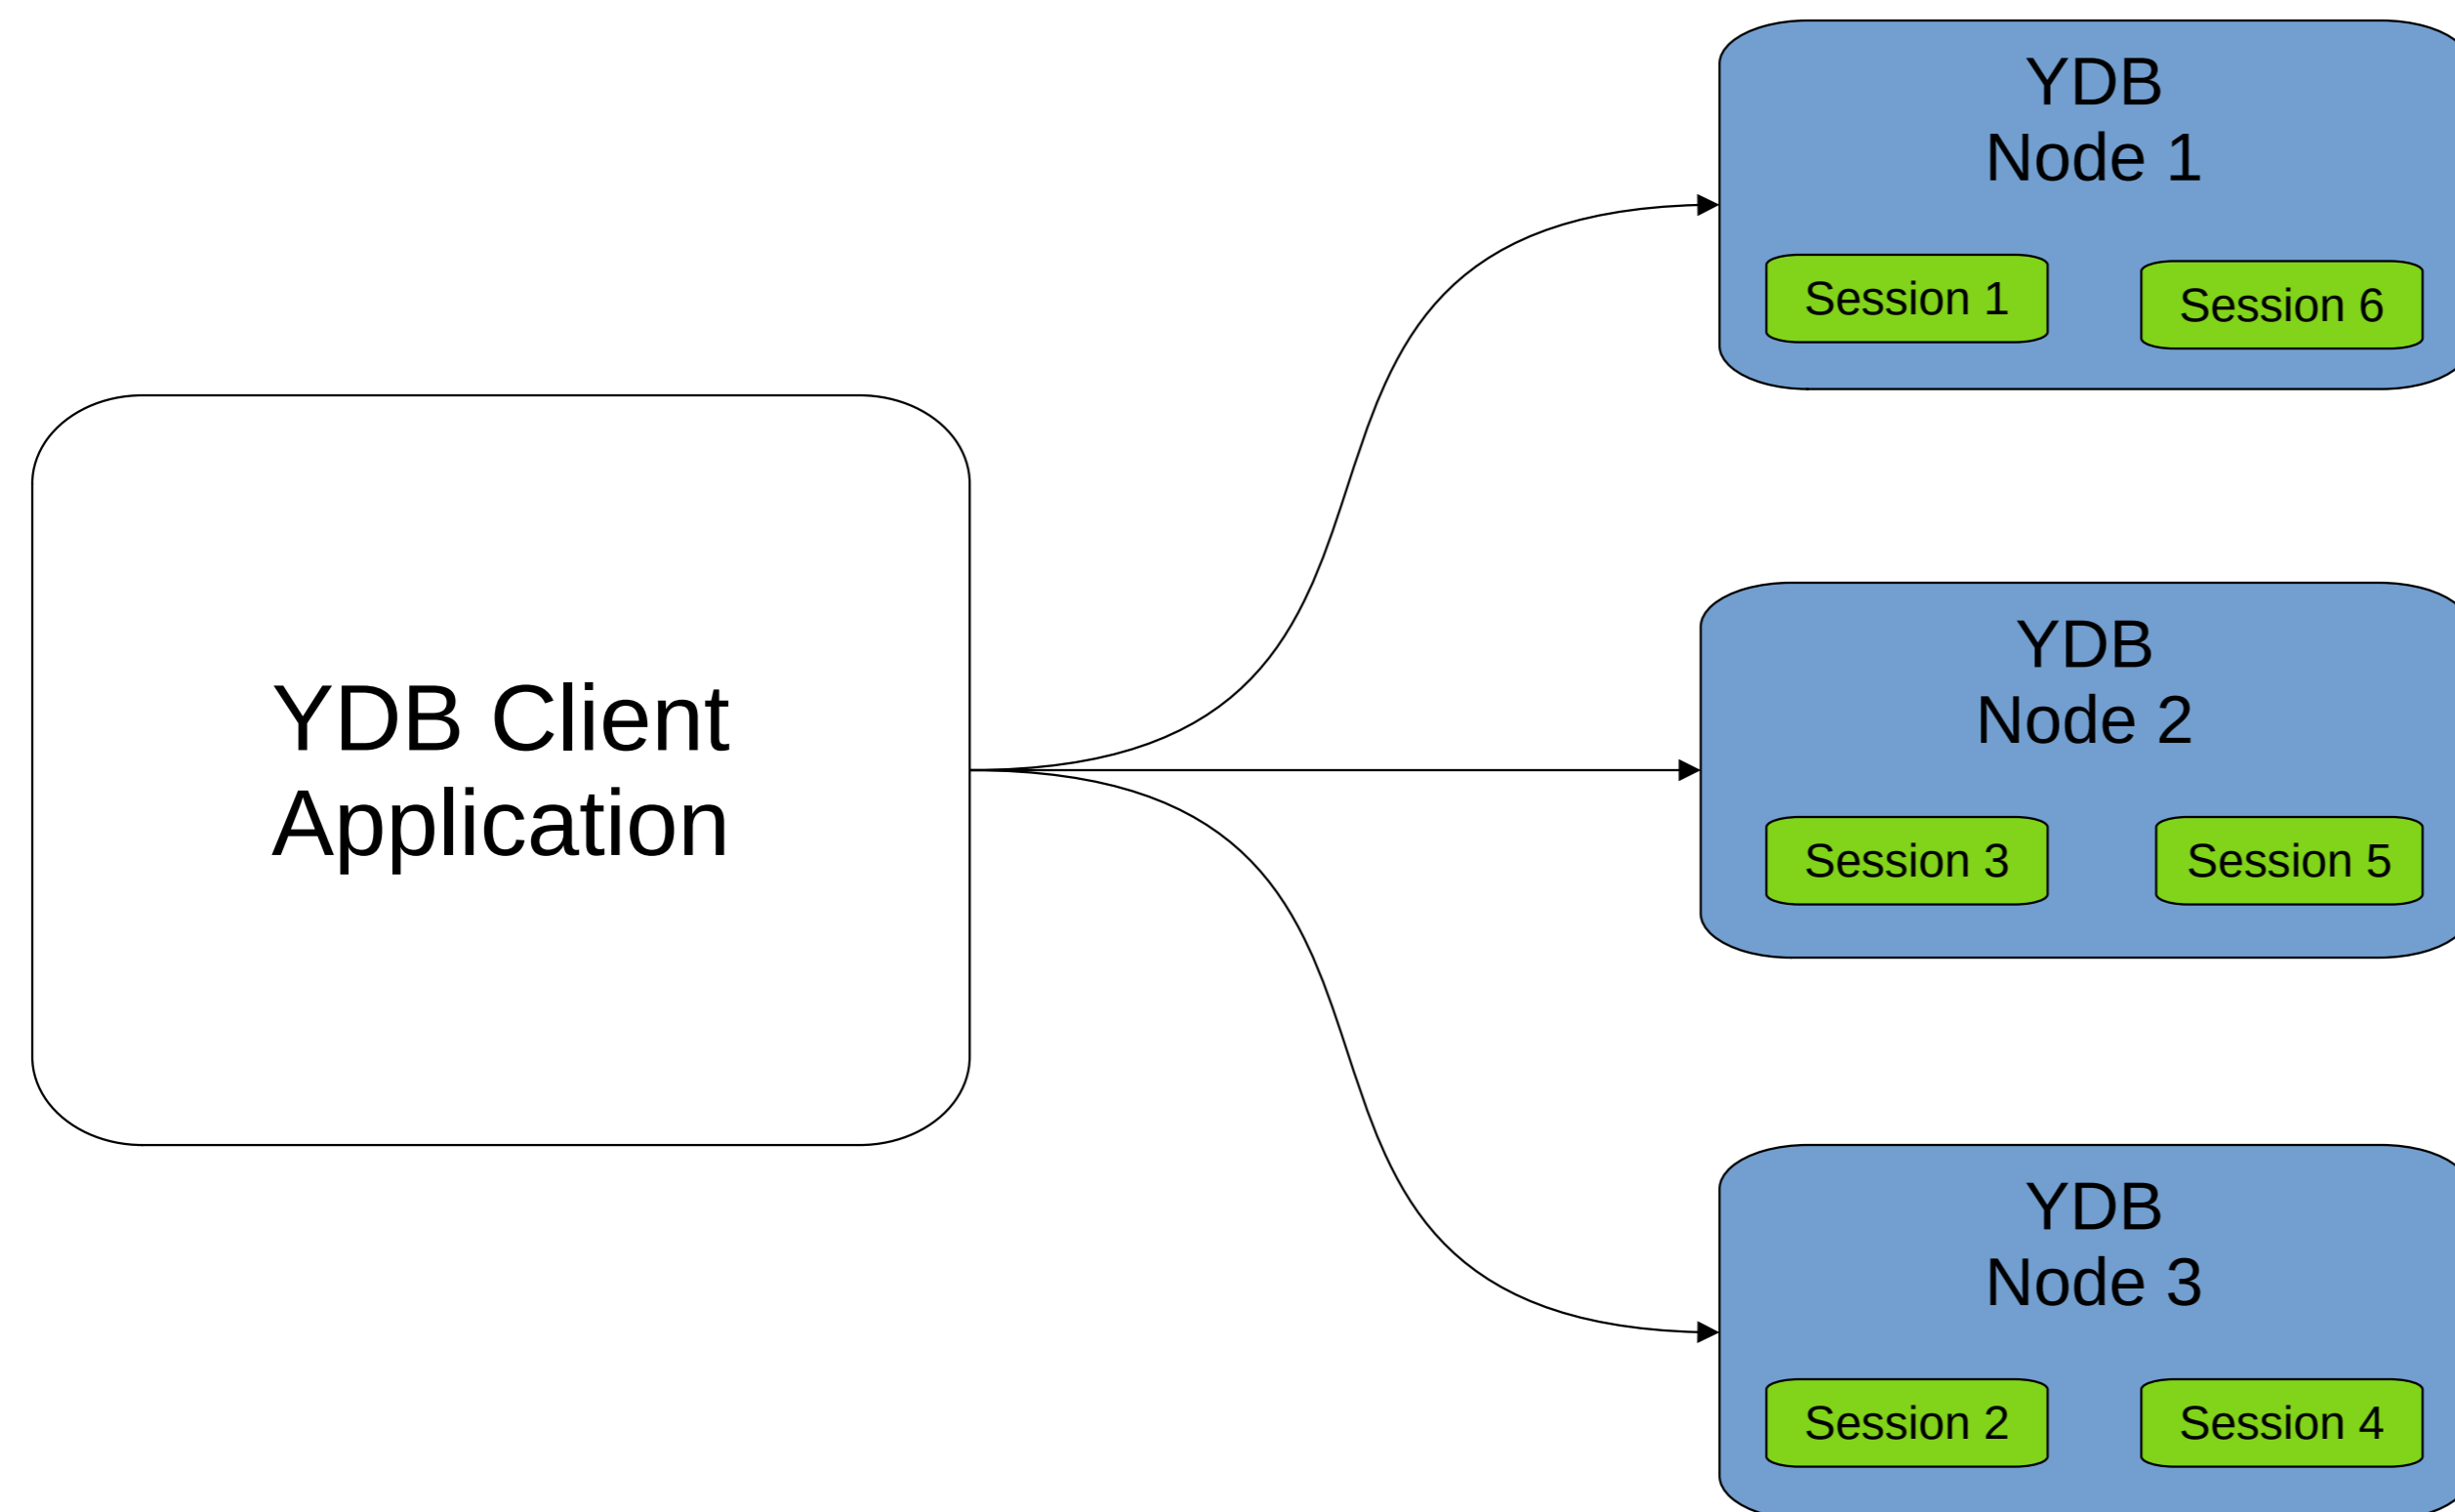 YDB Client
Application
YDB
Node 1
Session 1
Session 6
YDB
Node 2
Session 3
Session 5
YDB
Node 3
Session 2
Session 4